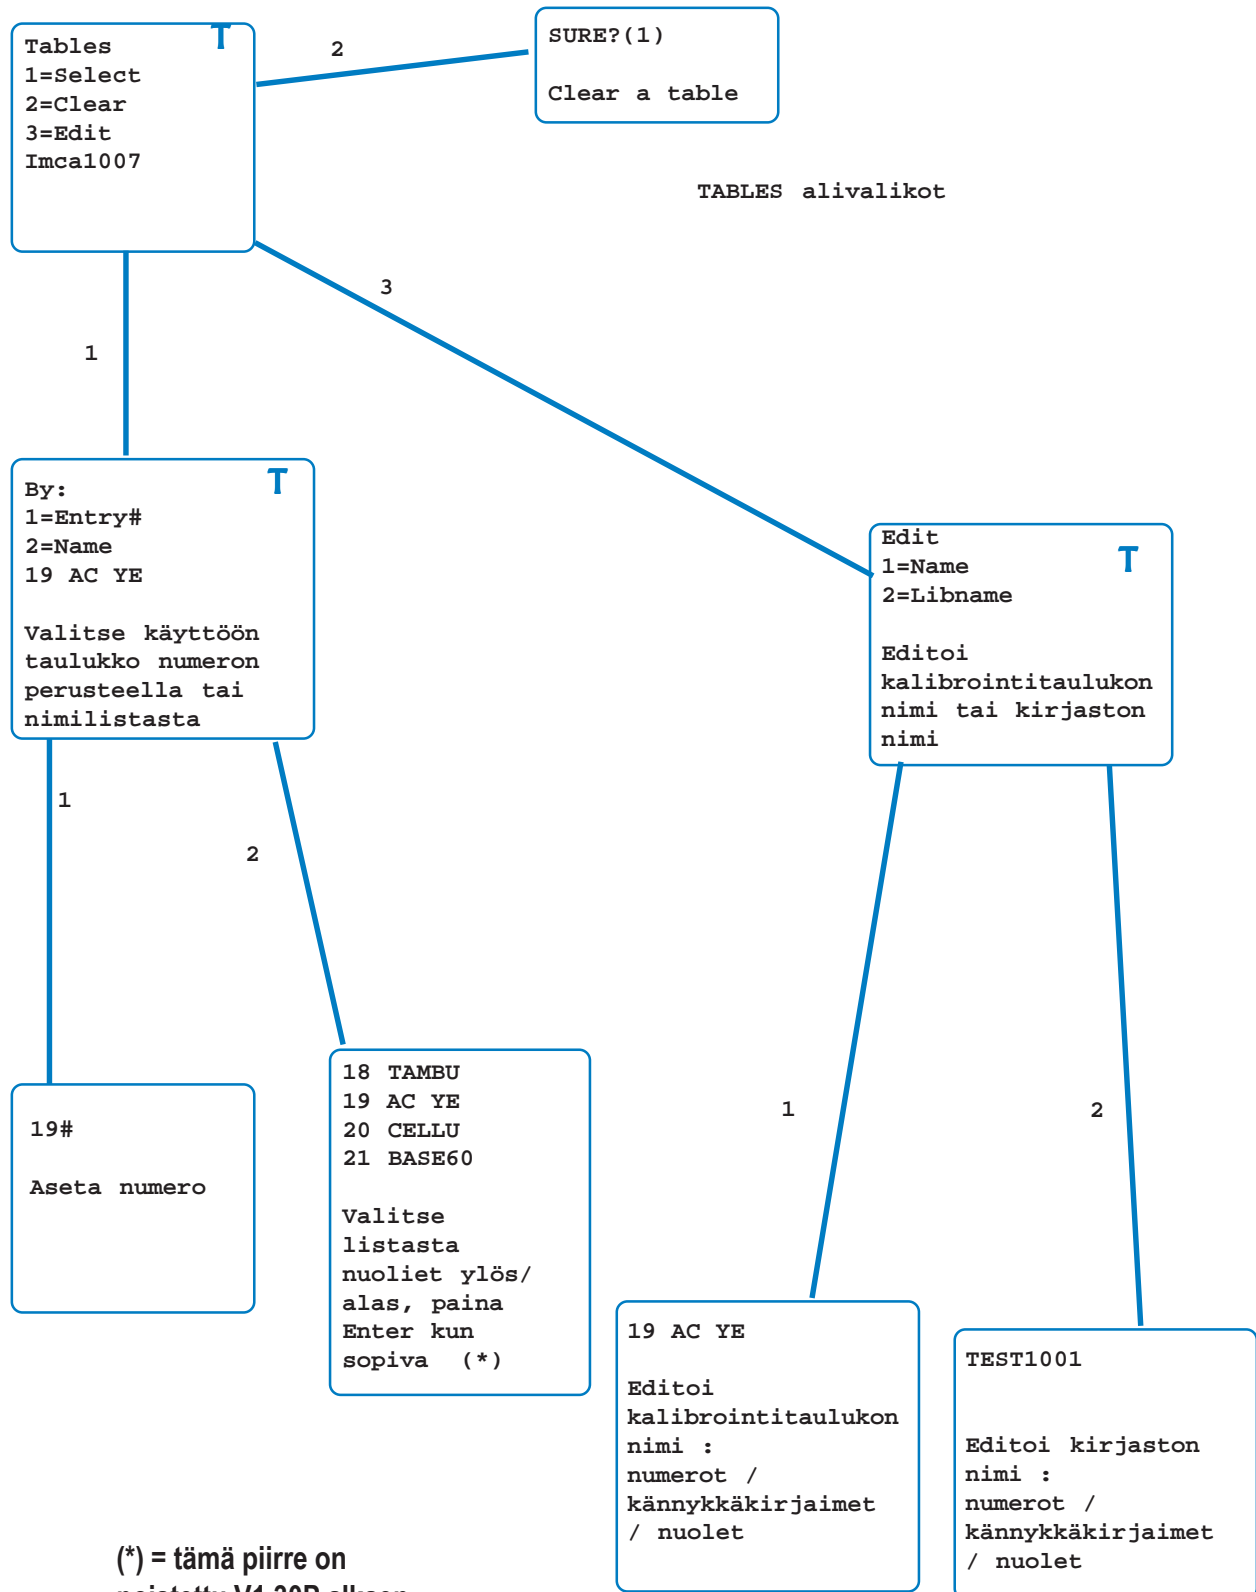 Tables
1=Select
2=Clear
3=Edit
Imca1007
T
2
SURE?(1)
Clear a table
TABLES alivalikot
3
1
By:
1=Entry#
2=Name
19 AC YE
T
Valitse käyttöön
taulukko numeron
perusteella tai
nimilistasta
Edit
1=Name
2=Libname
T
Editoi
kalibrointitaulukon
nimi tai kirjaston
nimi
1
2
19#
Aseta numero
18 TAMBU
19 AC YE
20 CELLU
21 BASE60
Valitse
listasta
nuoliet ylös/
alas, paina
Enter kun
sopiva (*)
1
2
19 AC YE
Editoi
kalibrointitaulukon
nimi :
numerot /
kännykkäkirjaimet
/ nuolet
TEST1001
Editoi kirjaston
nimi :
numerot /
kännykkäkirjaimet
/ nuolet
(*) = tämä piirre on
poistettu V1.30B alkaen